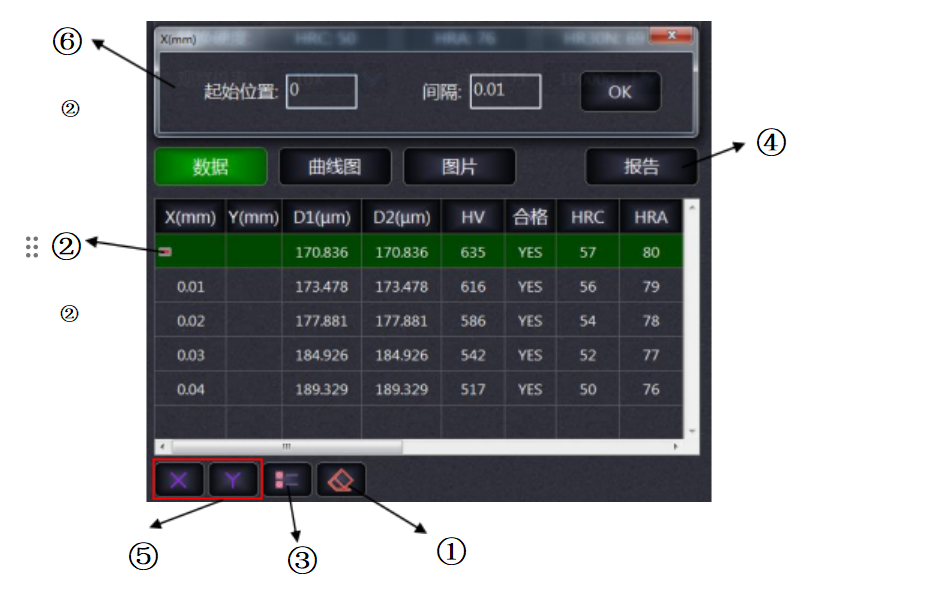 ⑥
X(mm)
HRC: 50
HRA: 76
HR30N: 69
起始位置:
0
间隔:
0.01
OK
②
④
数据
曲线图
图片
报告
X(mm) Y(mm) D1(μm) D2(μm) HV 合格 HRC HRA
②
170.836 170.836 635 YES 57 80
0.01 173.478 173.478 616 YES 56 79
②
0.02 177.881 177.881 586 YES 54 78
0.03 184.926 184.926 542 YES 52 77
0.04 189.329 189.329 517 YES 50 76
X Y
⑤
③
①